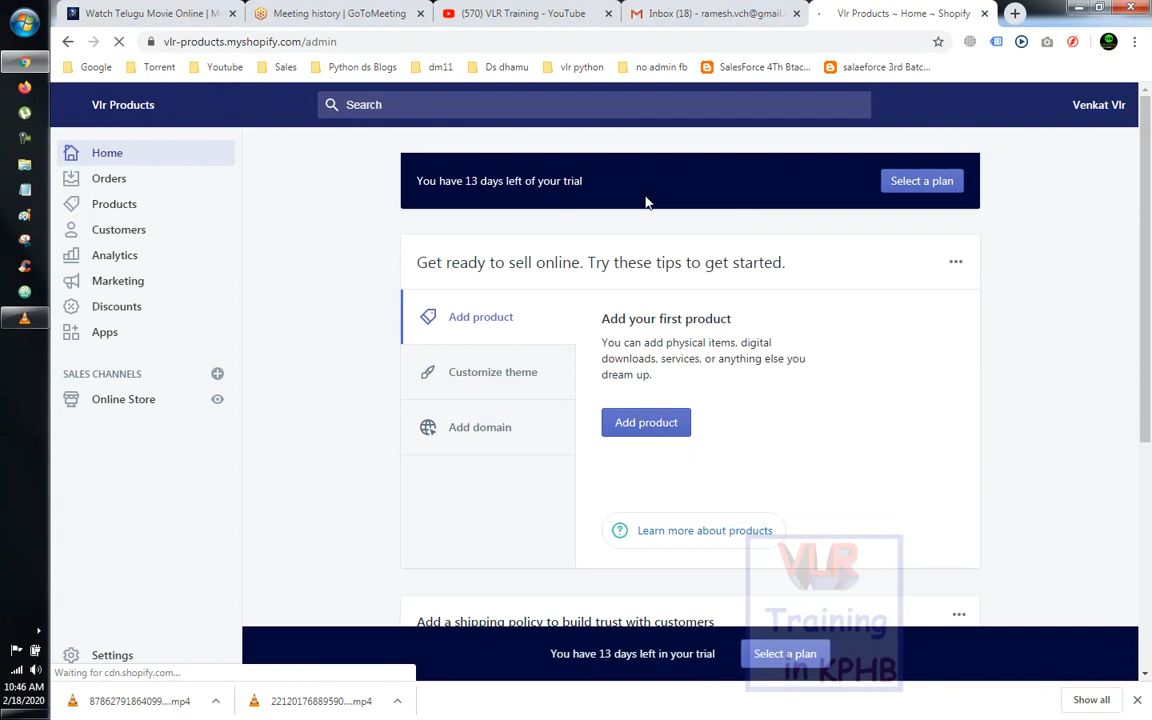 Watch Telugu Movie Online | M
Meeting history | GoToMeeting
(570) VLR Training - YouTube
Inbox (18) - ramesh.vch@gmail.
Vlr Products ~ Home ~ Shopify
vlr-products.myshopify.com/admin
Google
Torrent
Youtube
Sales
Python ds Blogs
dm11
Ds dhamu
vlr python
no admin fb
SalesForce 4Th Btac...
salaeforce 3rd Batc...
Vlr Products
Search
Venkat Vlr
Home
Orders
Products
Customers
Analytics
Marketing
Discounts
Apps
SALES CHANNELS
Online Store
Settings
You have 13 days left of your trial
Select a plan
Get ready to sell online. Try these tips to get started.
Add product
Customize theme
Add domain
Add your first product
You can add physical items, digital
downloads, services, or anything else you
dream up.
Add product
Learn more about products
VLR
Training
in KPHB
Add a shipping policy to build trust with customers
You have 13 days left in your trial
Select a plan
Waiting for cdn.shopify.com...
87862791864099....mp4
22120176889590....mp4
Show all
10:46 AM
2/18/2020